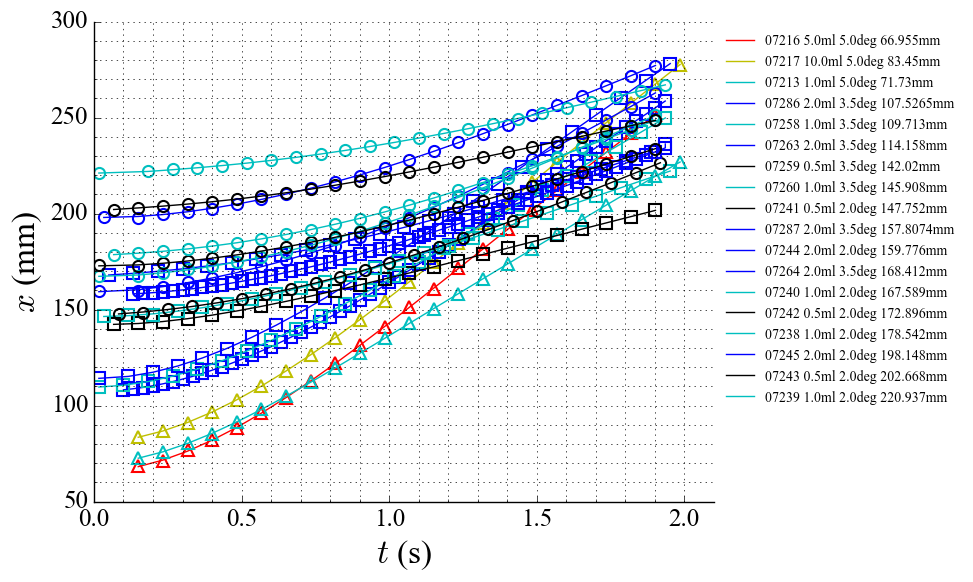 300
250
200
150
100
50
x (mm)
0.0 0.5 1.0 1.5 2.0
t (s)
07216 5.0ml 5.0deg 66.955mm
07217 10.0ml 5.0deg 83.45mm
07213 1.0ml 5.0deg 71.73mm
07286 2.0ml 3.5deg 107.5265mm
07258 1.0ml 3.5deg 109.713mm
07263 2.0ml 3.5deg 114.158mm
07259 0.5ml 3.5deg 142.02mm
07260 1.0ml 3.5deg 145.908mm
07241 0.5ml 2.0deg 147.752mm
07287 2.0ml 3.5deg 157.8074mm
07244 2.0ml 2.0deg 159.776mm
07264 2.0ml 3.5deg 168.412mm
07240 1.0ml 2.0deg 167.589mm
07242 0.5ml 2.0deg 172.896mm
07238 1.0ml 2.0deg 178.542mm
07245 2.0ml 2.0deg 198.148mm
07243 0.5ml 2.0deg 202.668mm
07239 1.0ml 2.0deg 220.937mm